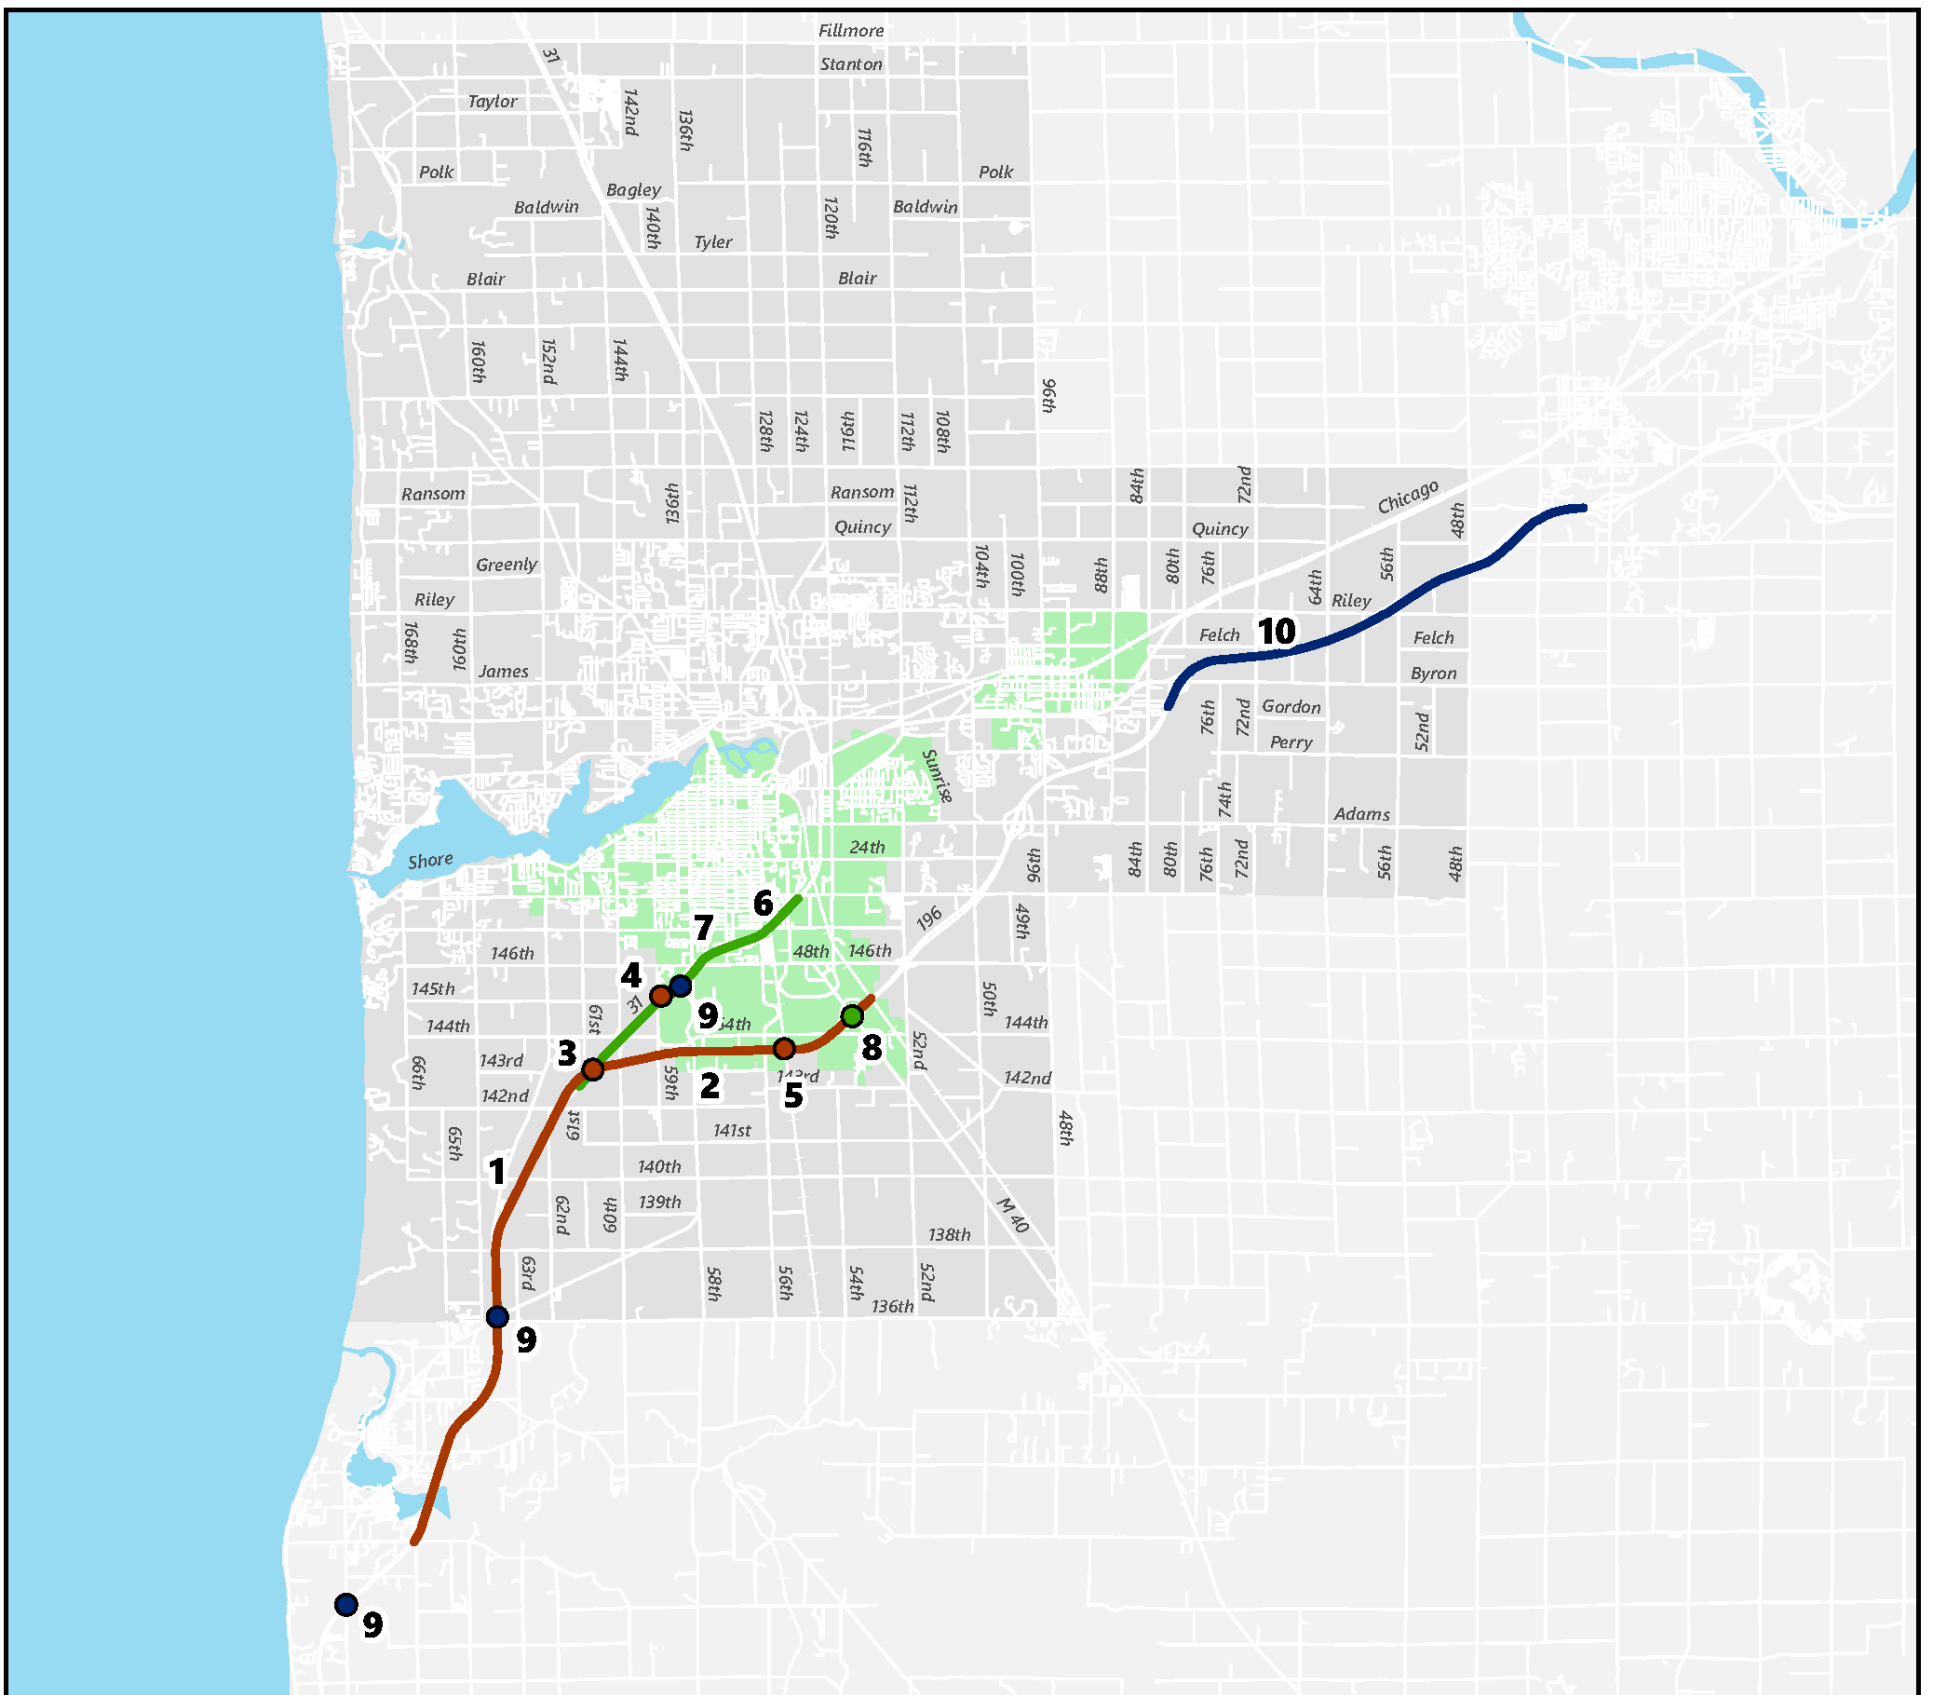 Fillmore
31
Stanton
Taylor
142nd
136th
116th
Polk
Polk
Bagley
Baldwin
140th
120th
Baldwin
Tyler
Blair
Blair
160th
152nd
144th
96th
128th
124th
116th
112th
108th
Ransom
136th
Ransom
112th
84th
72nd
Chicago
48th
Quincy
Quincy
Greenly
104th
100th
88th
80th
76th
64th
56th
Riley
Riley
168th
160th
James
Felch
10
Felch
Byron
76th
72nd
Gordon
52nd
Perry
Sunrise
74th
Adams
Shore
24th
96th
84th
80th
76th
72nd
56th
48th
6
7
196
49th
146th
48th
146th
4
145th
31
9
50th
144th
61st
64th
144th
3
143rd
8
52nd
66th
142nd
59th
2
143rd
5
142nd
61st
65th
141st
48th
1
140th
62nd
60th
139th
M 40
138th
63rd
58th
56th
54th
52nd
136th
9
9